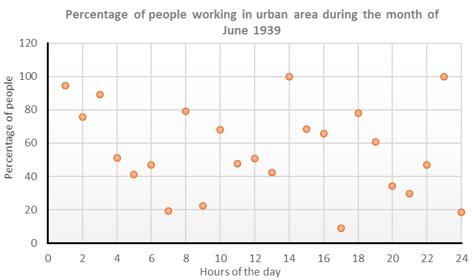 Percentage of people working in urban area during the month of
June 1939
120
100
80
60
40
20
0
Percentage of people
0 2 4 6 8 10 12 14 16 18 20 22 24
Hours of the day